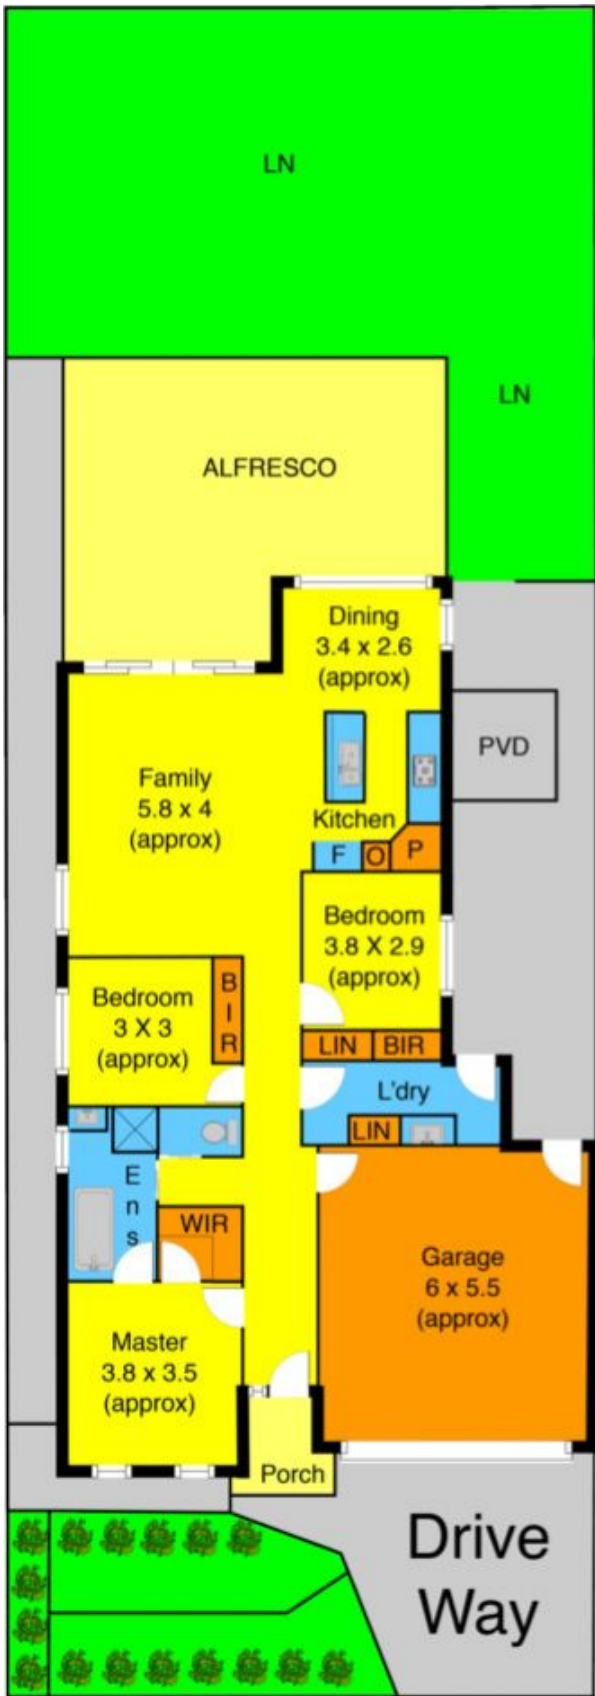 LN
LN
ALFRESCO
Dining
3.4 x 2.6
(approx)
PVD
Family
5.8 x 4
(approx)
Kitchen
F
O
P
Bedroom
3.8 X 2.9
(approx)
Bedroom
3 X 3
(approx)
B
I
R
LIN
BIR
L'dry
LIN
E
n
s
WIR
Garage
6 x 5.5
(approx)
Master
3.8 x 3.5
(approx)
Porch
Drive
Way